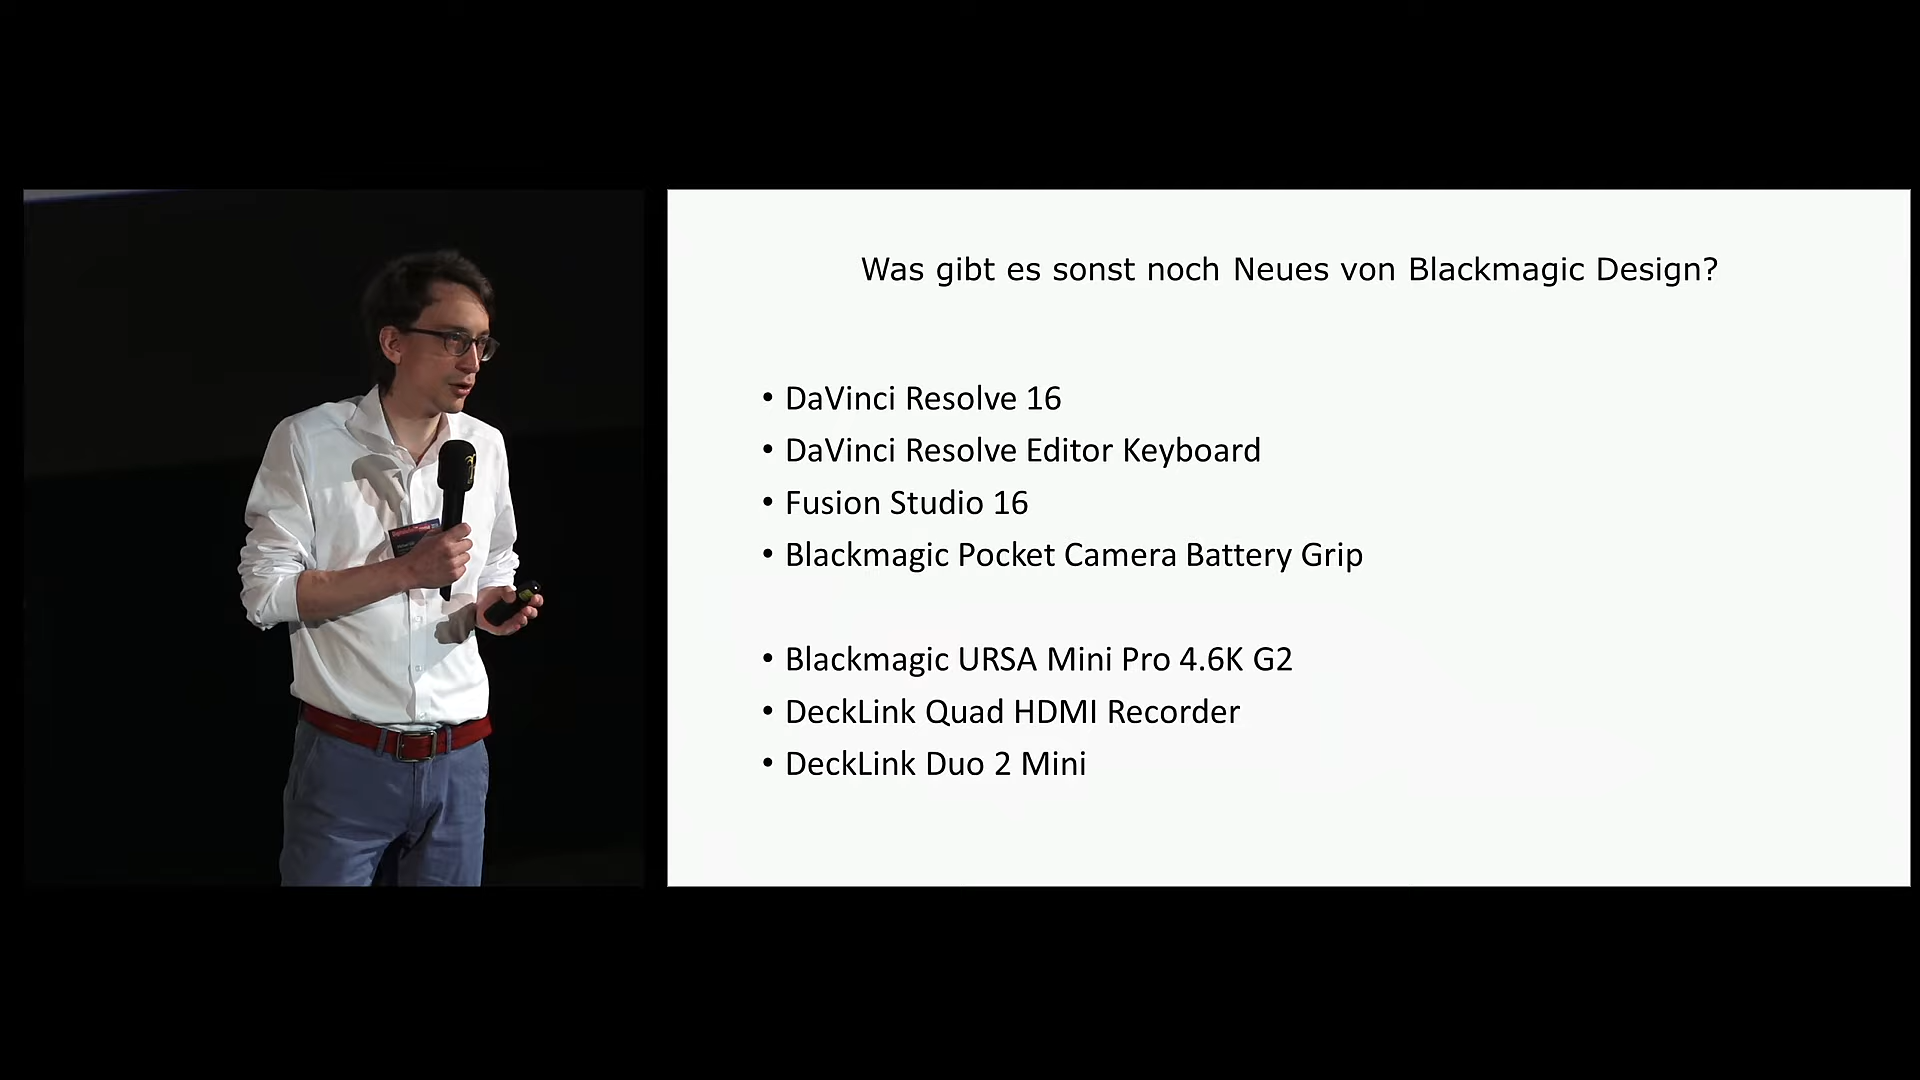 Was gibt es sonst noch Neues von Blackmagic Design?
• DaVinci Resolve 16
• DaVinci Resolve Editor Keyboard
• Fusion Studio 16
• Blackmagic Pocket Camera Battery Grip
• Blackmagic URSA Mini Pro 4.6K G2
• DeckLink Quad HDMI Recorder
• DeckLink Duo 2 Mini